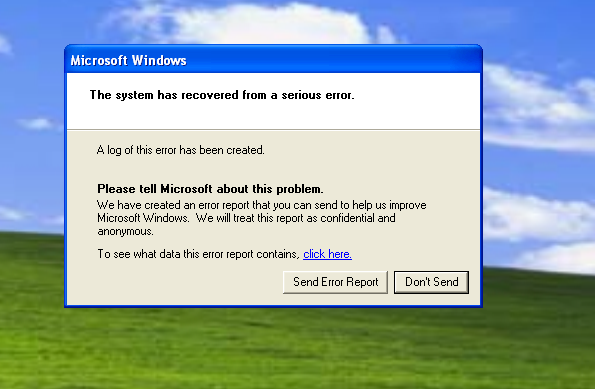 Microsoft Windows
The system has recovered from a serious error.
A log of this error has been created.
Please tell Microsoft about this problem.
We have created an error report that you can send to help us improve
Microsoft Windows. We will treat this report as confidential and
anonymous.
To see what data this error report contains, click here.
Send Error Report Don't Send